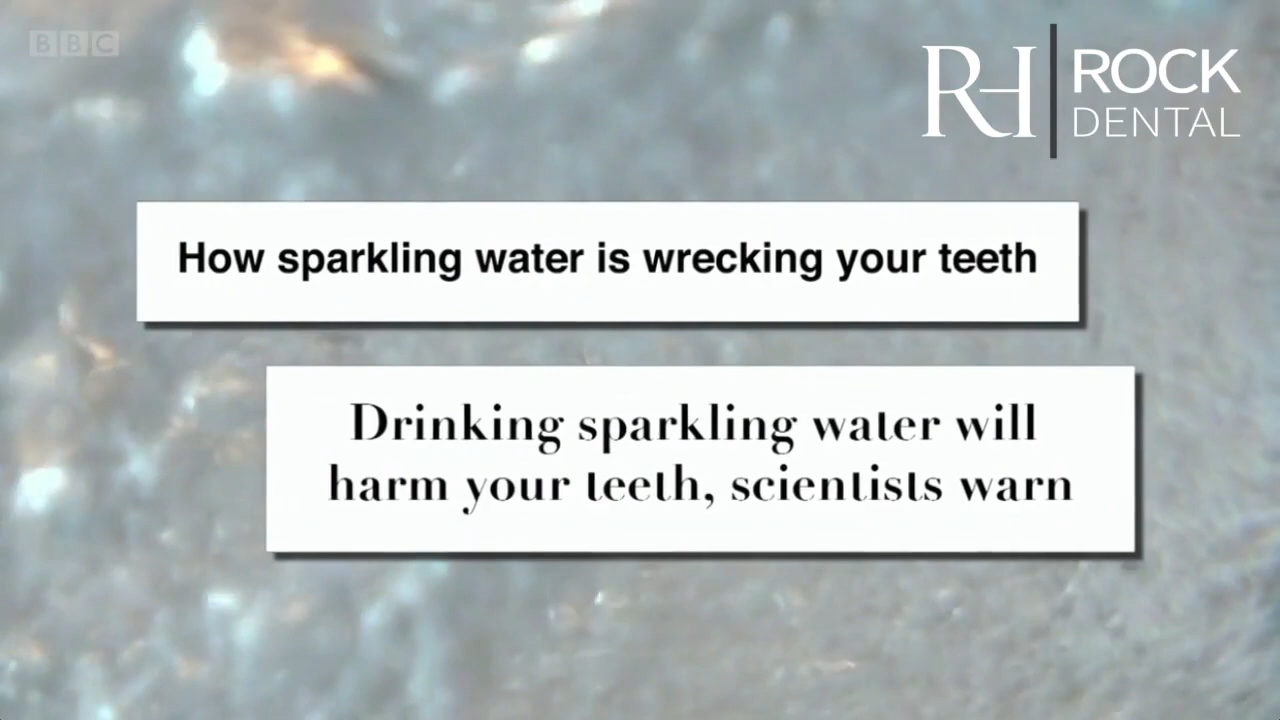 BBC
RH ROCK
DENTAL
How sparkling water is wrecking your teeth
Drinking sparkling water will
harm your teeth, scientists warn